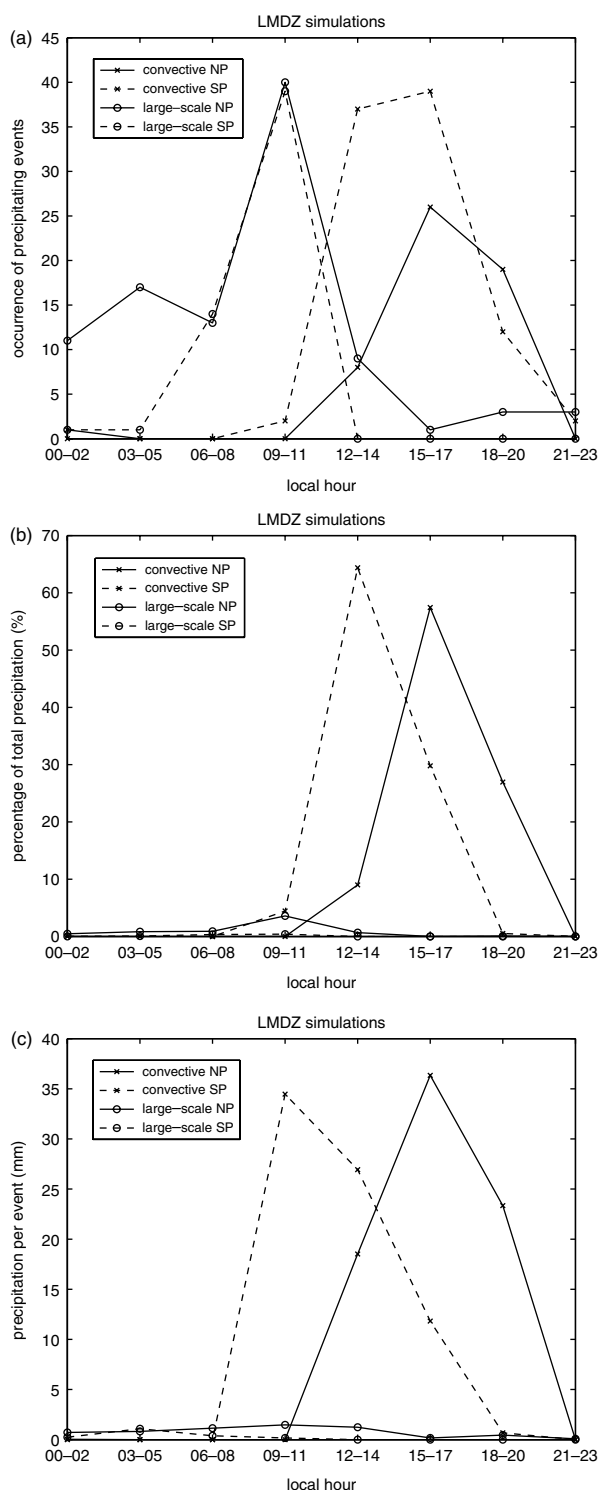 LMDZ simulations
(a)
45
40
35
30
25
20
15
10
5
0
occurrence of precipitating events
convective NP
convective SP
large−scale NP
large−scale SP
00−02 03−05 06−08 09−11 12−14 15−17 18−20 21−23
local hour
LMDZ simulations
(b)
70
60
50
40
30
20
10
0
percentage of total precipitation (%)
convective NP
convective SP
large−scale NP
large−scale SP
00−02 03−05 06−08 09−11 12−14 15−17 18−20 21−23
local hour
LMDZ simulations
(c)
40
35
30
25
20
15
10
5
0
precipitation per event (mm)
convective NP
convective SP
large−scale NP
large−scale SP
00−02 03−05 06−08 09−11 12−14 15−17 18−20 21−23
local hour